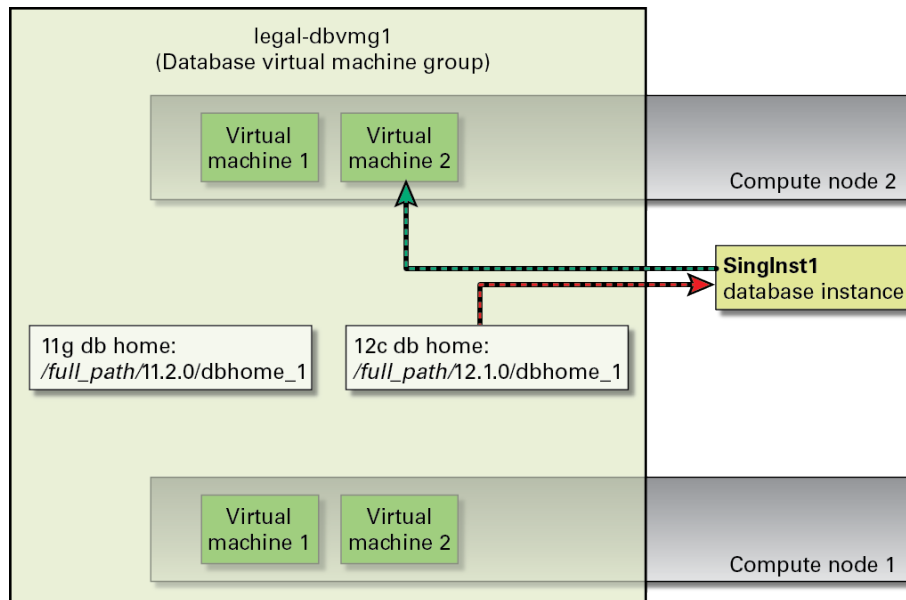 legal-dbvmg1
(Database virtual machine group)
Virtual
machine 1
Virtual
machine 2
Compute node 2
SingInst1
database instance
11g db home:
/full_path/11.2.0/dbhome_1
12c db home:
/full_path/12.1.0/dbhome_1
Virtual
machine 1
Virtual
machine 2
Compute node 1